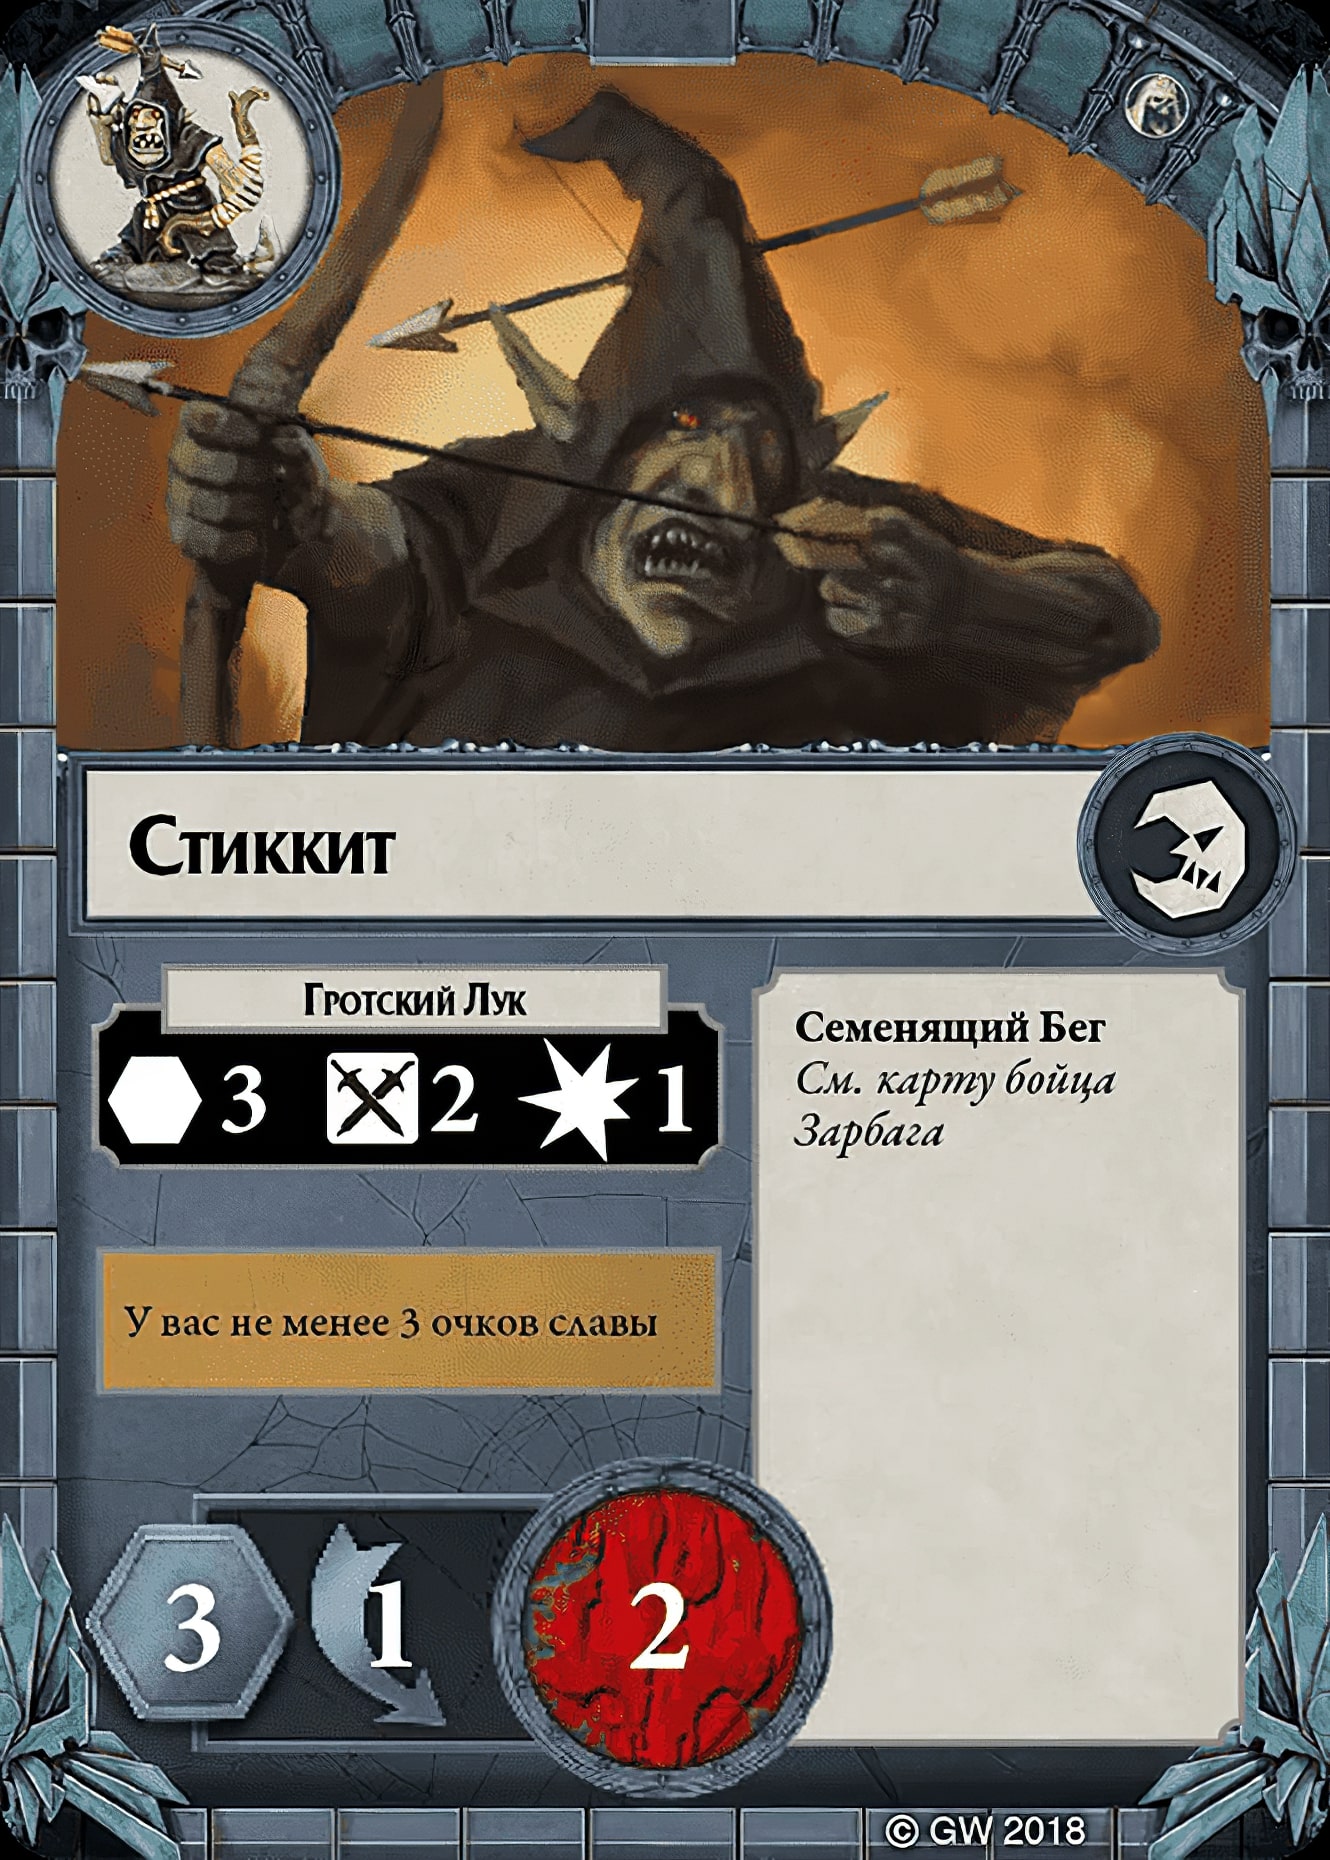 Стиккит
Гротский Лук
3 2 1
Семенящий Бег
См. карту бойца
Зарбага
У вас не менее 3 очков славы
3 1 2
© GW 2018